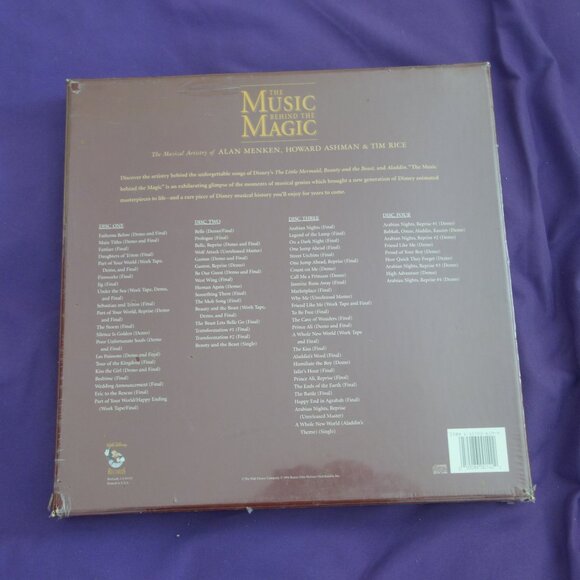 THE
MUSIC
BEHIND THE
MAGIC
The Musical Artistry of ALAN MENKEN, HOWARD ASHMAN & TIM RICE
Discover the artistry behind the unforgettable songs of Disney's The Little Mermaid, Beauty and the Beast, and Aladdin. "The Music
behind the Magic" is an exhilarating glimpse of the moments of musical genius which brought a new generation of Disney animated
masterpieces to life—and a rare piece of Disney musical history you'll enjoy for years to come.
DISC ONE
Fathoms Below (Demo and Final)
Main Titles (Demo and Final)
Fanfare (Final)
Daughters of Triton (Final)
Part of Your World (Work Tape,
Demo, and Final)
Fireworks (Final)
Jig (Final)
Under the Sea (Work Tape, Demo,
and Final)
Sebastian and Triton (Final)
Part of Your World, Reprise (Demo
and Final)
The Storm (Final)
Silence Is Golden (Demo)
Poor Unfortunate Souls (Demo
and Final)
Les Poissons (Demo and Final)
Tour of the Kingdom (Final)
Kiss the Girl (Demo and Final)
Bedtime (Final)
Wedding Announcement (Final)
Eric to the Rescue (Final)
Part of Your World/Happy Ending
(Work Tape/Final)
DISC TWO
Belle (Demo/Final)
Prologue (Final)
Belle, Reprise (Demo and Final)
Wolf Attack (Unreleased Master)
Gaston (Demo and Final)
Gaston, Reprise (Final)
Be Our Guest (Demo and Final)
West Wing (Final)
Human Again (Demo)
Something There (Final)
The Mob Song (Final)
Beauty and the Beast (Work Tape,
Demo, and Final)
The Beast Lets Belle Go (Final)
Transformation #1 (Final)
Transformation #2 (Final)
Beauty and the Beast (Single)
DISC THREE
Arabian Nights (Final)
Legend of the Lamp (Final)
On a Dark Night (Final)
One Jump Ahead (Final)
Street Urchins (Final)
One Jump Ahead, Reprise (Final)
Count on Me (Demo)
Call Me a Princess (Demo)
Jasmine Runs Away (Final)
Marketplace (Final)
Why Me (Unreleased Master)
Friend Like Me (Work Tape and Final)
To Be Free (Final)
The Cave of Wonders (Final)
Prince Ali (Demo and Final)
A Whole New World (Work Tape
and Final)
The Kiss (Final)
Aladdin's Word (Final)
Humiliate the Boy (Demo)
Jafar's Hour (Final)
Prince Ali, Reprise (Final)
The Ends of the Earth (Final)
The Battle (Final)
Happy End in Agrabah (Final)
Arabian Nights, Reprise
(Unreleased Master)
A Whole New World (Aladdin's
Theme) (Single)
DISC FOUR
Arabian Nights, Reprise #1 (Demo)
Babkak, Omar, Aladdin, Kassim (Demo)
Arabian Nights, Reprise #2 (Demo)
Friend Like Me (Demo)
Proud of Your Boy (Demo)
How Quick They Forget (Demo)
Arabian Nights, Reprise #3 (Demo)
High Adventure (Demo)
Arabian Nights, Reprise #4 (Demo)